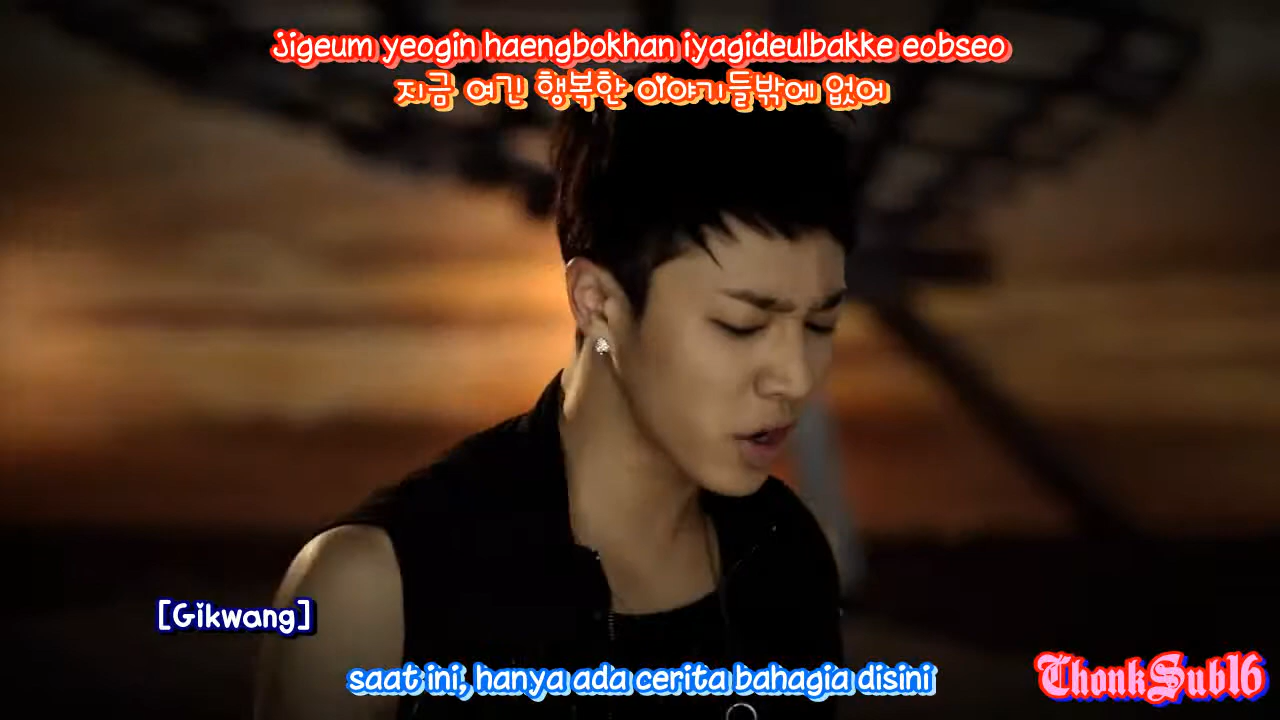 Jigeum yeogin haengbokhan iyagideulbakke eobseo
지금 여긴 행복한 이야기들밖에 없어
[Gikwang]
saat ini, hanya ada cerita bahagia disini
ThonkSub16